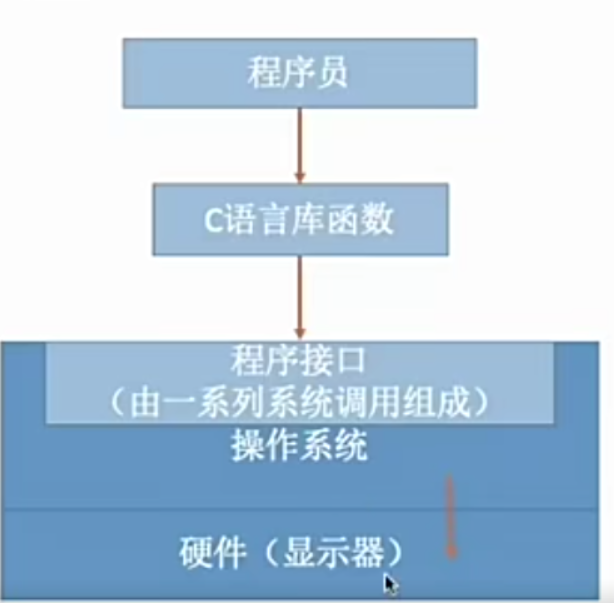 程序员
C语言库函数
程序接口
（由一系列系统调用组成）
操作系统
硬件（显示器）